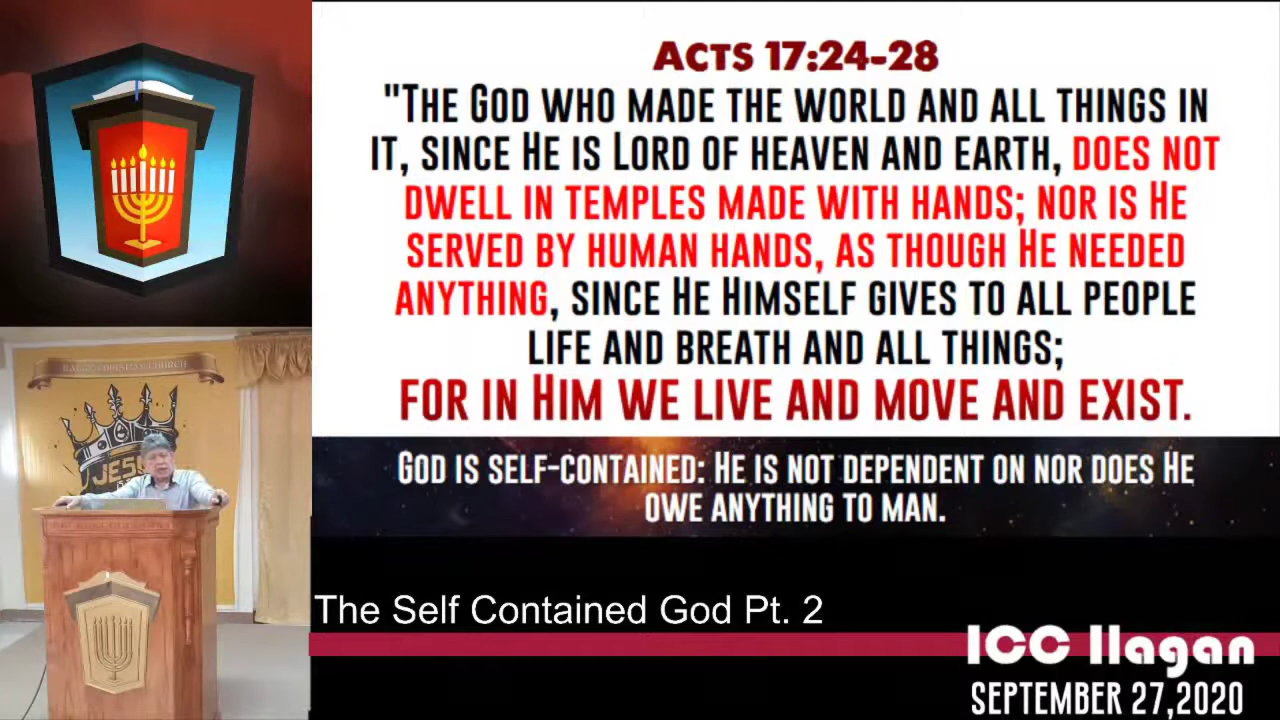 ACTS 17:24-28
"THE GOD WHO MADE THE WORLD AND ALL THINGS IN
IT, SINCE HE IS LORD OF HEAVEN AND EARTH, DOES NOT
DWELL IN TEMPLES MADE WITH HANDS; NOR IS HE
SERVED BY HUMAN HANDS, AS THOUGH HE NEEDED
ANYTHING, SINCE HE HIMSELF GIVES TO ALL PEOPLE
LIFE AND BREATH AND ALL THINGS;
FOR IN HIM WE LIVE AND MOVE AND EXIST.
GOD IS SELF-CONTAINED: HE IS NOT DEPENDENT ON NOR DOES HE
OWE ANYTHING TO MAN.
CHRISTIAN CHURCH
The Self Contained God Pt. 2
ICC Ilagan
SEPTEMBER 27,2020